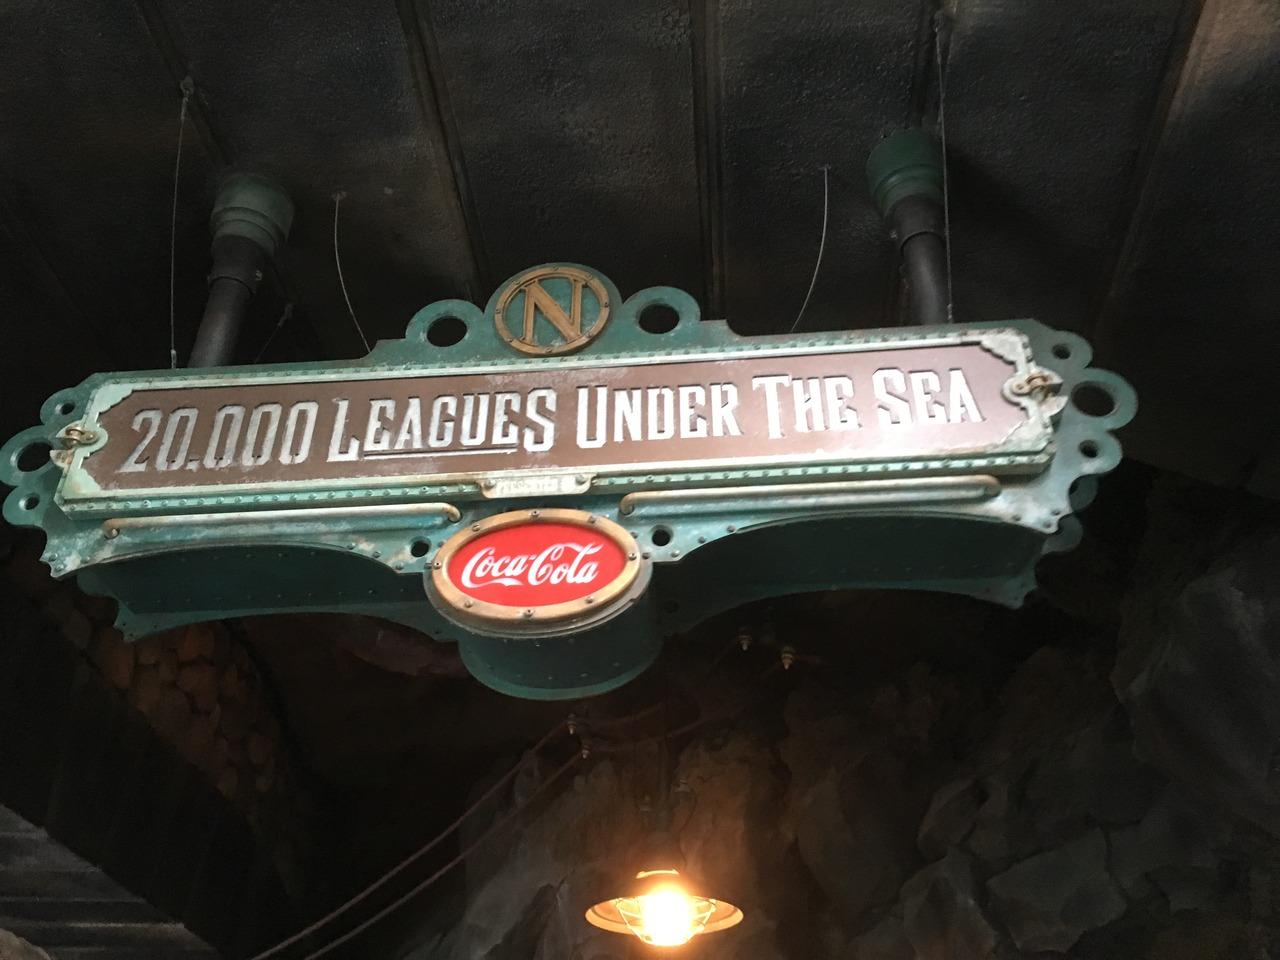 N
20,000 LEAGUES UNDER THE SEA
Coca-Cola